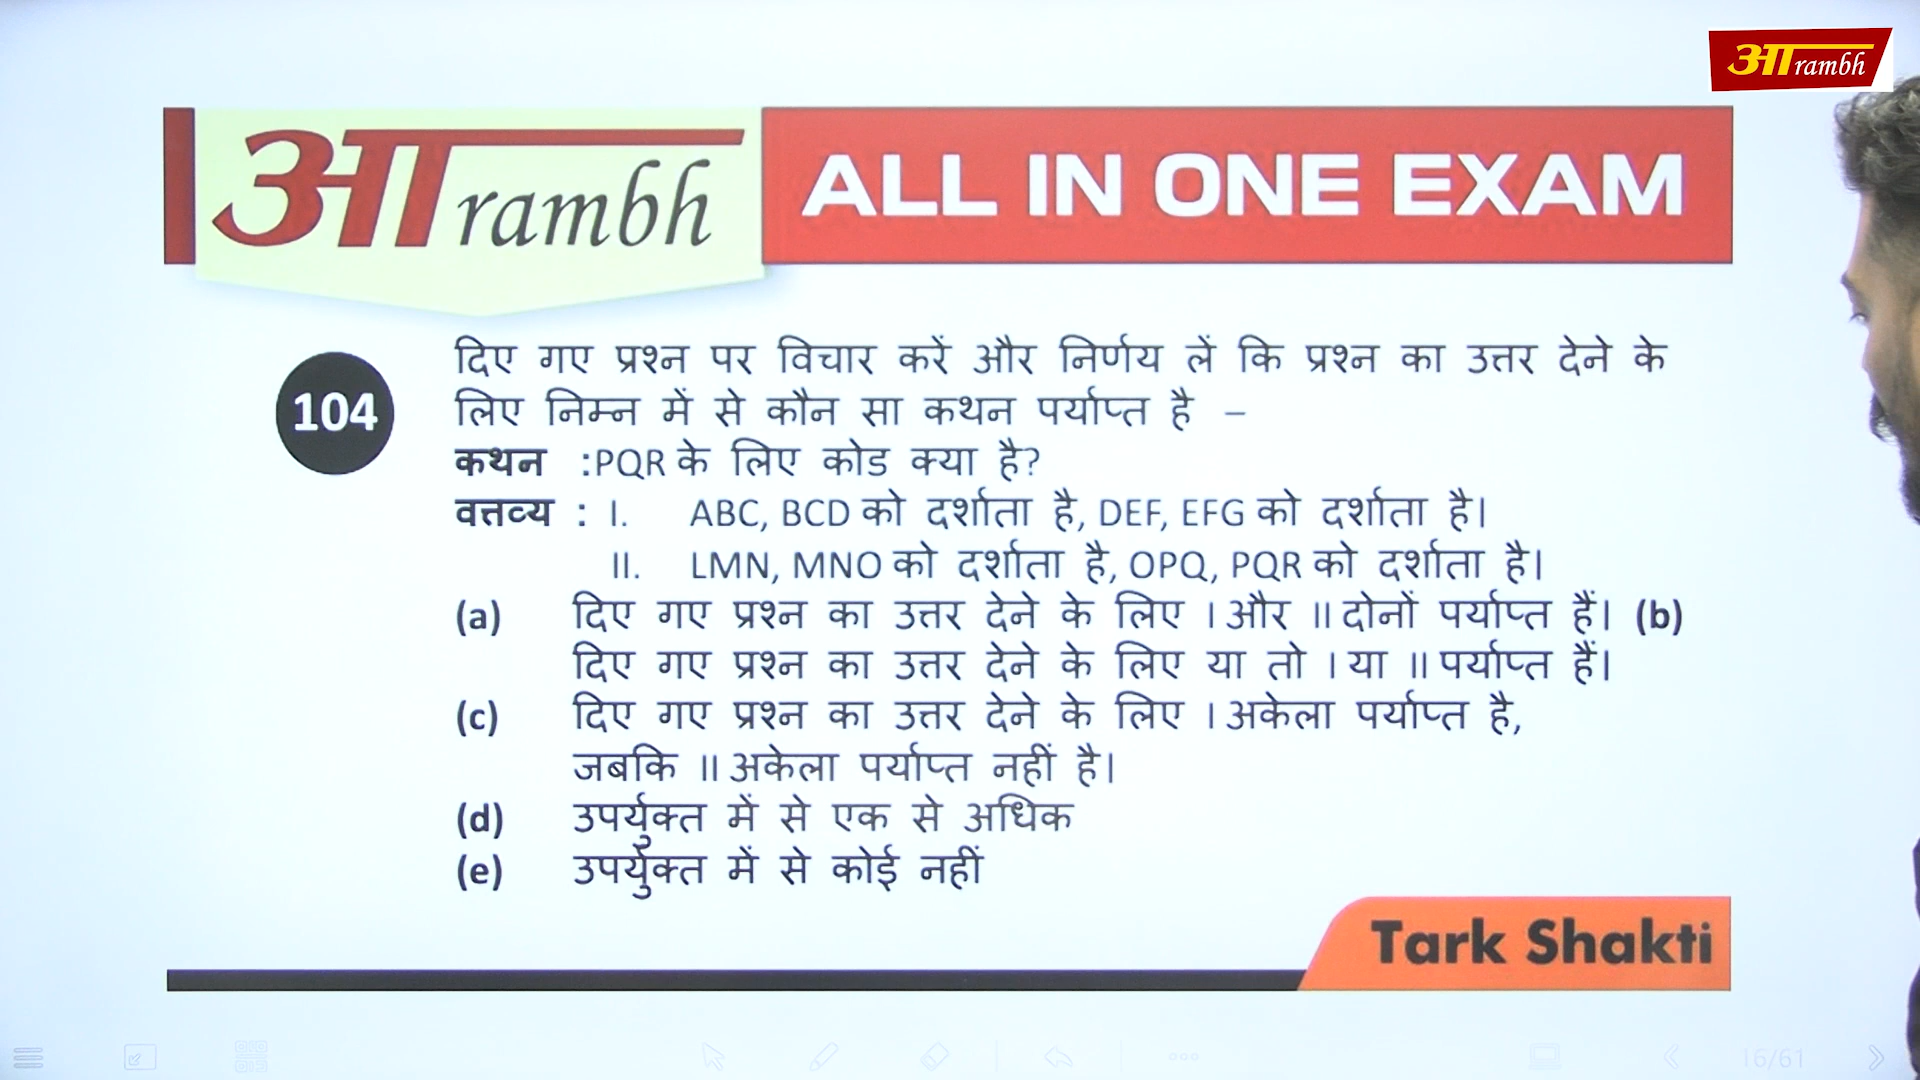 आrambh
आrambh ALL IN ONE EXAM
104
दिए गए प्रश्न पर विचार करें और निर्णय लें कि प्रश्न का उत्तर देने के
लिए निम्न में से कौन सा कथन पर्याप्त है –
कथन :PQR के लिए कोड क्या है?
वत्तव्य : I. ABC, BCD को दर्शाता है, DEF, EFG को दर्शाता है।
II. LMN, MNO को दर्शाता है, OPQ, PQR को दर्शाता है।
(a) दिए गए प्रश्न का उत्तर देने के लिए I और II दोनों पर्याप्त हैं। (b)
दिए गए प्रश्न का उत्तर देने के लिए या तो I या II पर्याप्त हैं।
(c) दिए गए प्रश्न का उत्तर देने के लिए I अकेला पर्याप्त है,
जबकि II अकेला पर्याप्त नहीं है।
(d) उपर्युक्त में से एक से अधिक
(e) उपर्युक्त में से कोई नहीं
Tark Shakti
16/61